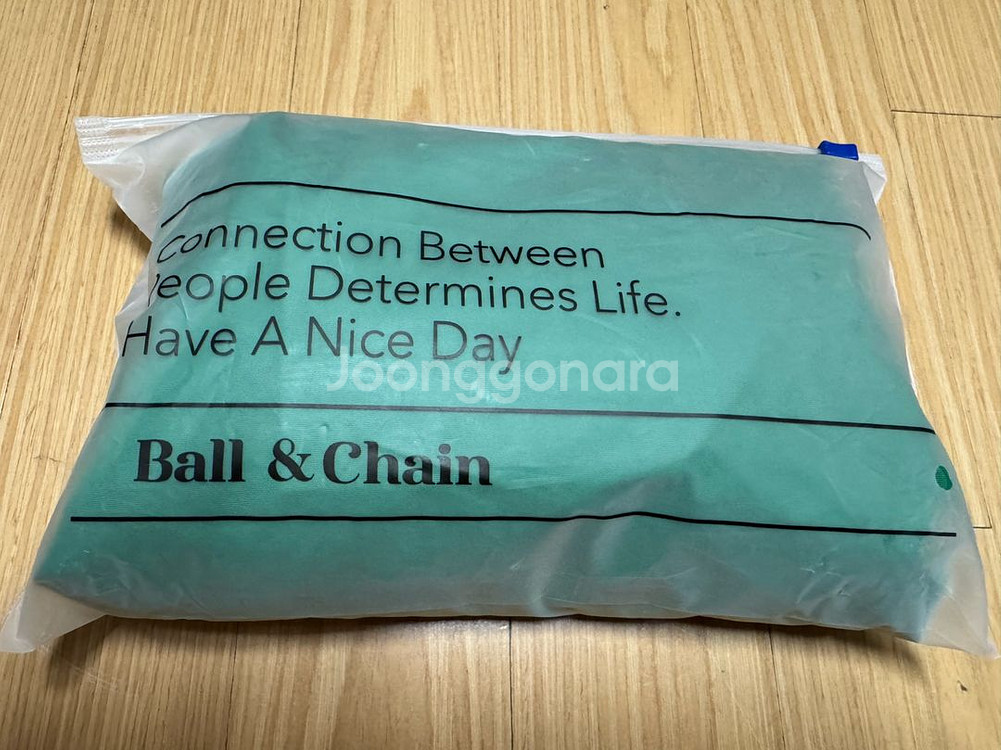 Connection Between
People Determines Life.
Have A Nice Day
Joonggonara
Ball & Chain